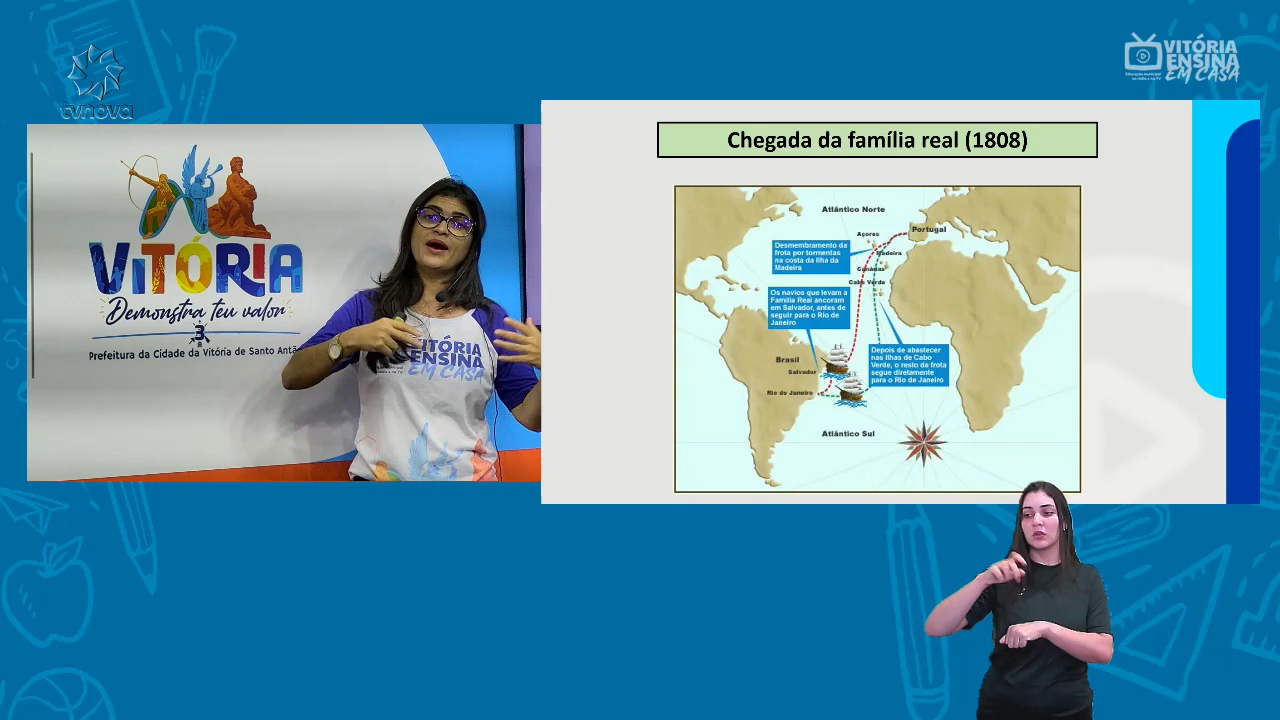 tvnova
VITÓRIA
ENSINA
EM CASA
Chegada da família real (1808)
VITÓRIA
Demonstra teu valor
Prefeitura da Cidade da Vitória de Santo Antã
VITÓRIA
ENSINA
EM CASA
Atlântico Norte
Portugal
Açores
Madeira
Canárias
Cabo Verde
Desmembramento da
frota por tormentas
na costa da Ilha da
Madeira
Os navios que levam a
Família Real ancoram
em Salvador, antes de
seguir para o Rio de
Janeiro
Depois de abastecer
nas Ilhas de Cabo
Verde, o resto da frota
segue diretamente
para o Rio de Janeiro
Brasil
Salvador
Rio de Janeiro
Atlântico Sul